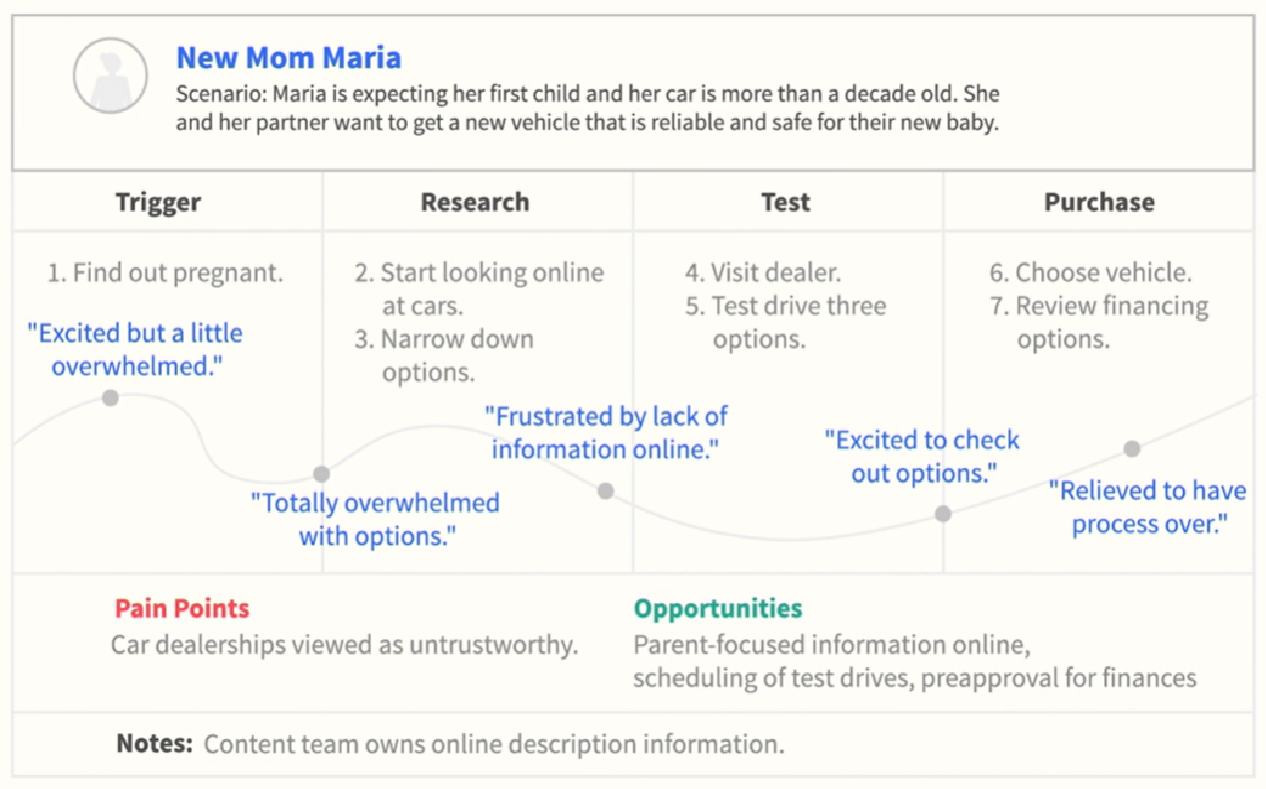 New Mom Maria
Scenario: Maria is expecting her first child and her car is more than a decade old. She
and her partner want to get a new vehicle that is reliable and safe for their new baby.
Trigger
Research
Test
Purchase
1. Find out pregnant.
2. Start looking online
at cars.
3. Narrow down
options.
4. Visit dealer.
5. Test drive three
options.
6. Choose vehicle.
7. Review financing
options.
"Excited but a little
overwhelmed."
"Totally overwhelmed
with options."
"Frustrated by lack of
information online."
"Excited to check
out options."
"Relieved to have
process over."
Pain Points
Car dealerships viewed as untrustworthy.
Opportunities
Parent-focused information online,
scheduling of test drives, preapproval for finances
Notes: Content team owns online description information.